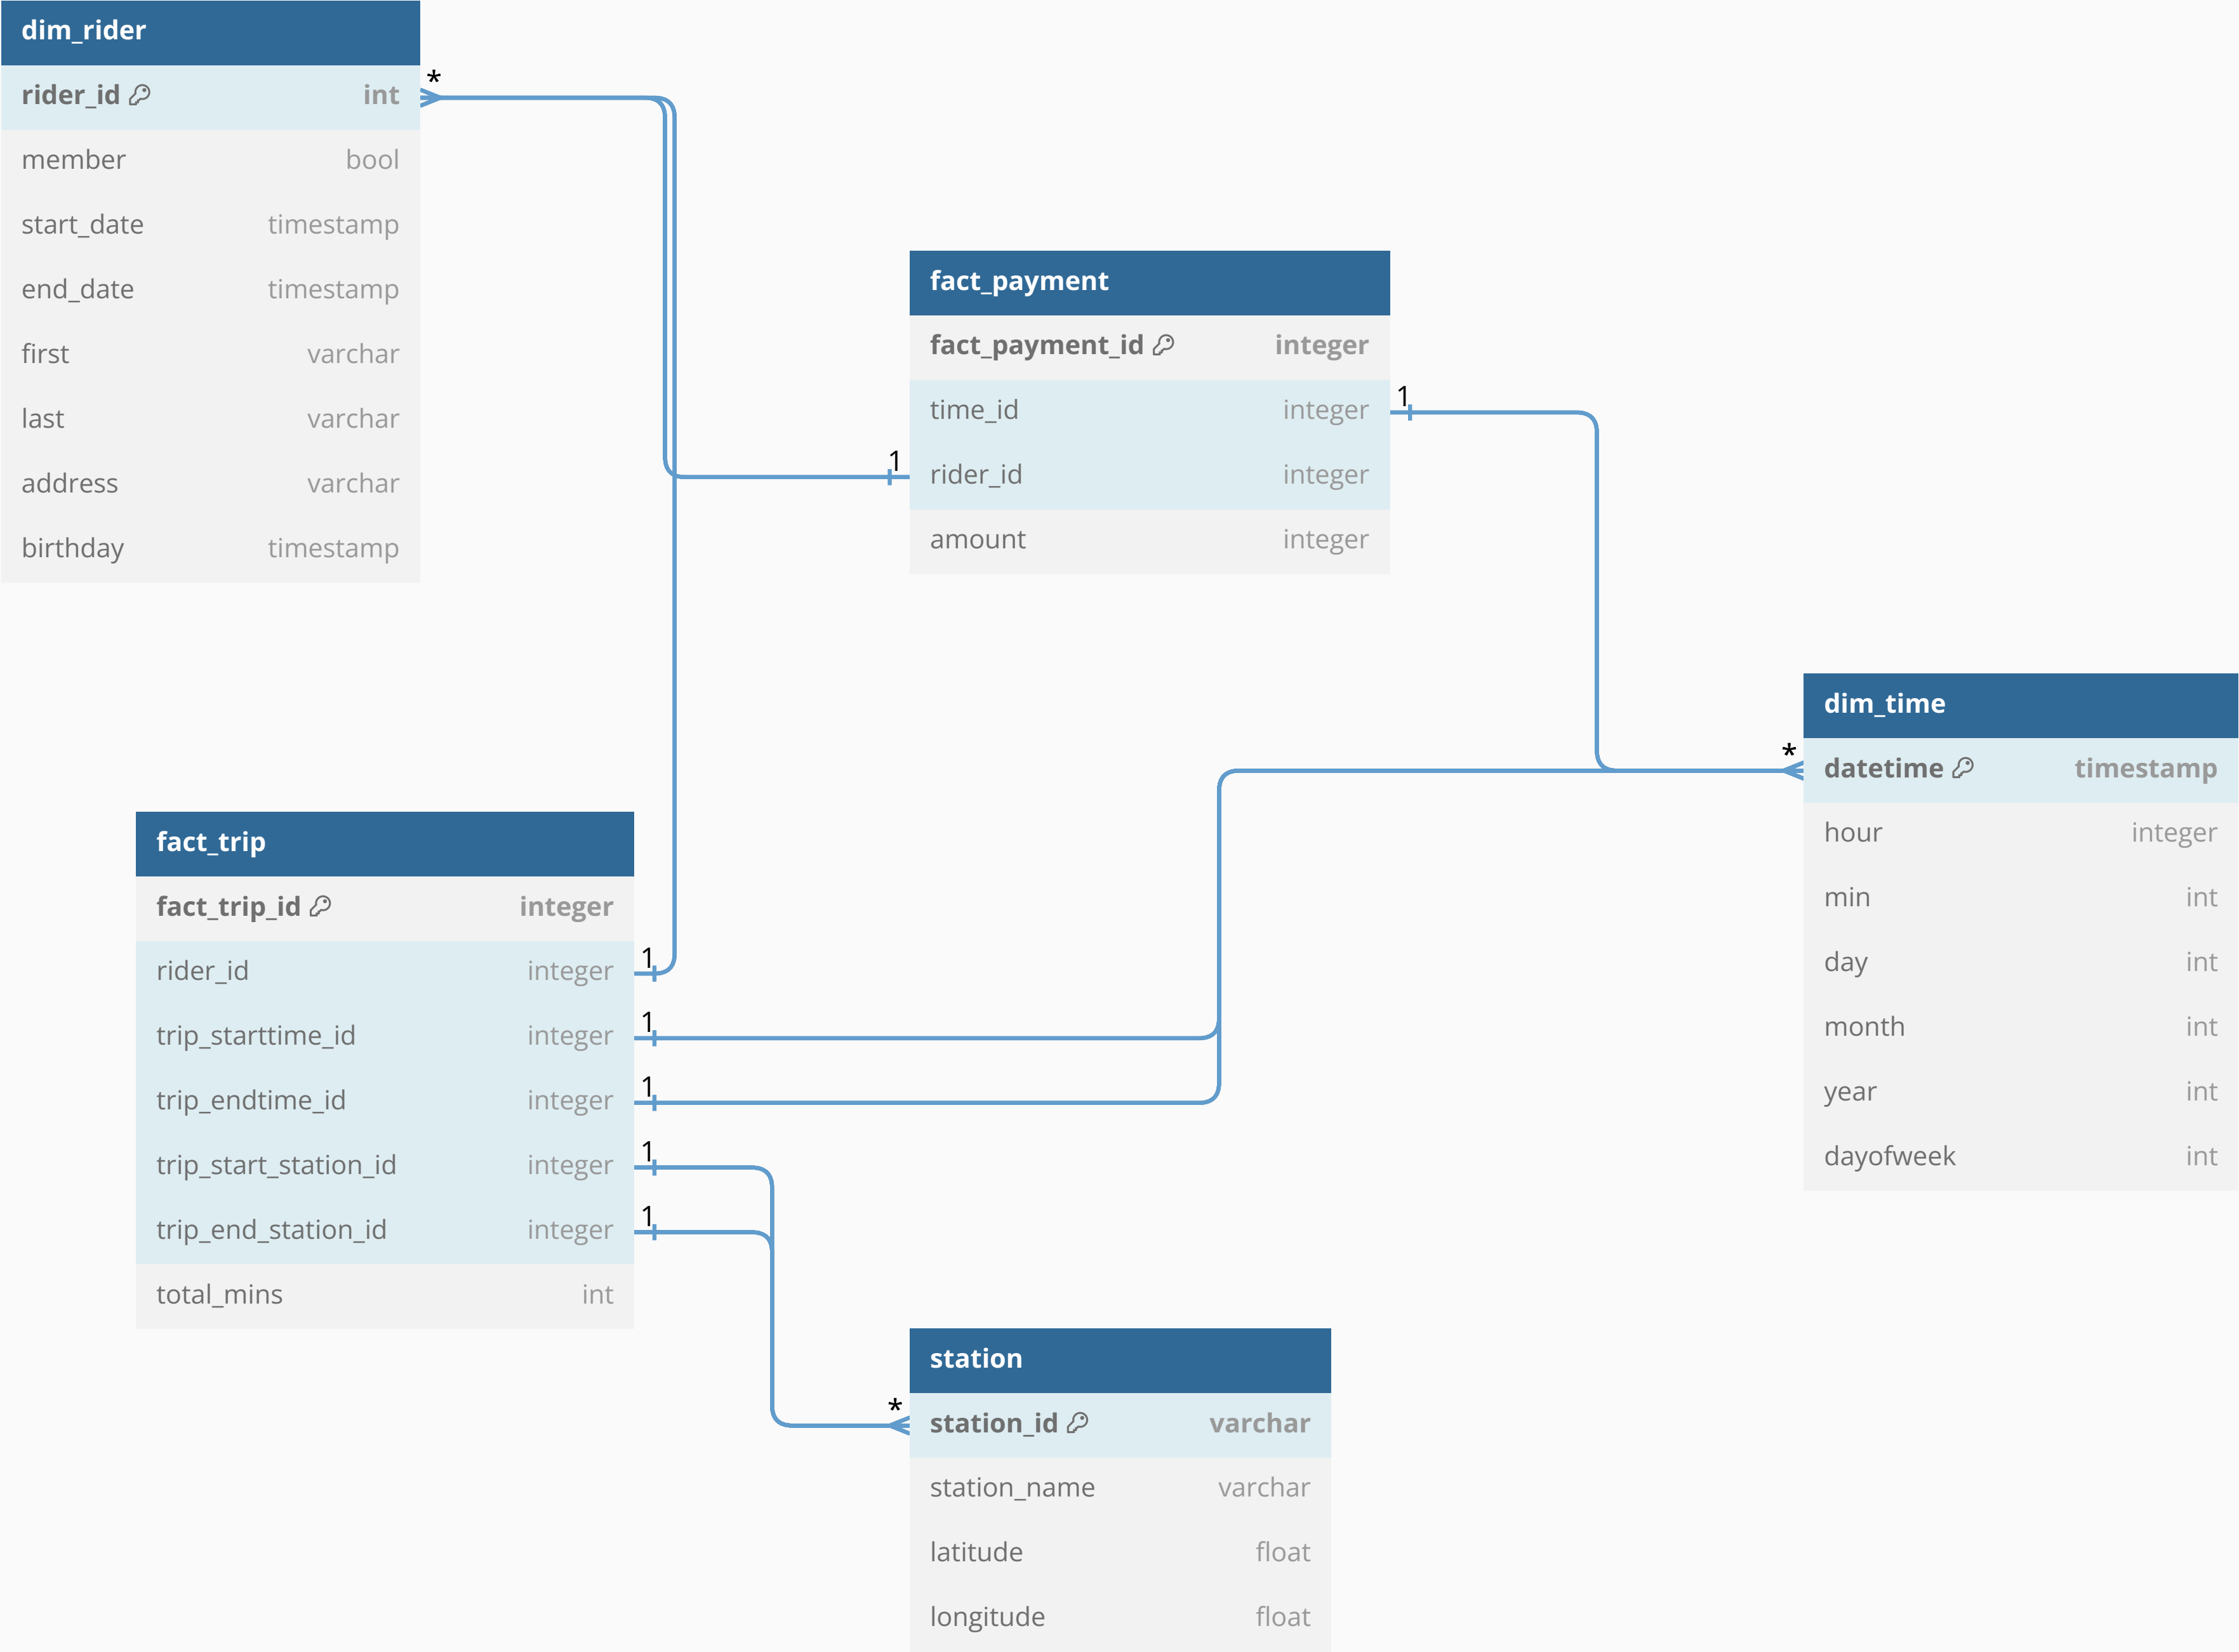 dim_rider
rider_id int
member bool
start_date timestamp
end_date timestamp
first varchar
last varchar
address varchar
birthday timestamp
*
fact_payment
fact_payment_id integer
time_id integer
rider_id integer
amount integer
1
1
dim_time
datetime timestamp
hour integer
min int
day int
month int
year int
dayofweek int
*
fact_trip
fact_trip_id integer
rider_id integer
trip_starttime_id integer
trip_endtime_id integer
trip_start_station_id integer
trip_end_station_id integer
total_mins int
1
1
1
1
1
station
station_id varchar
station_name varchar
latitude float
longitude float
*